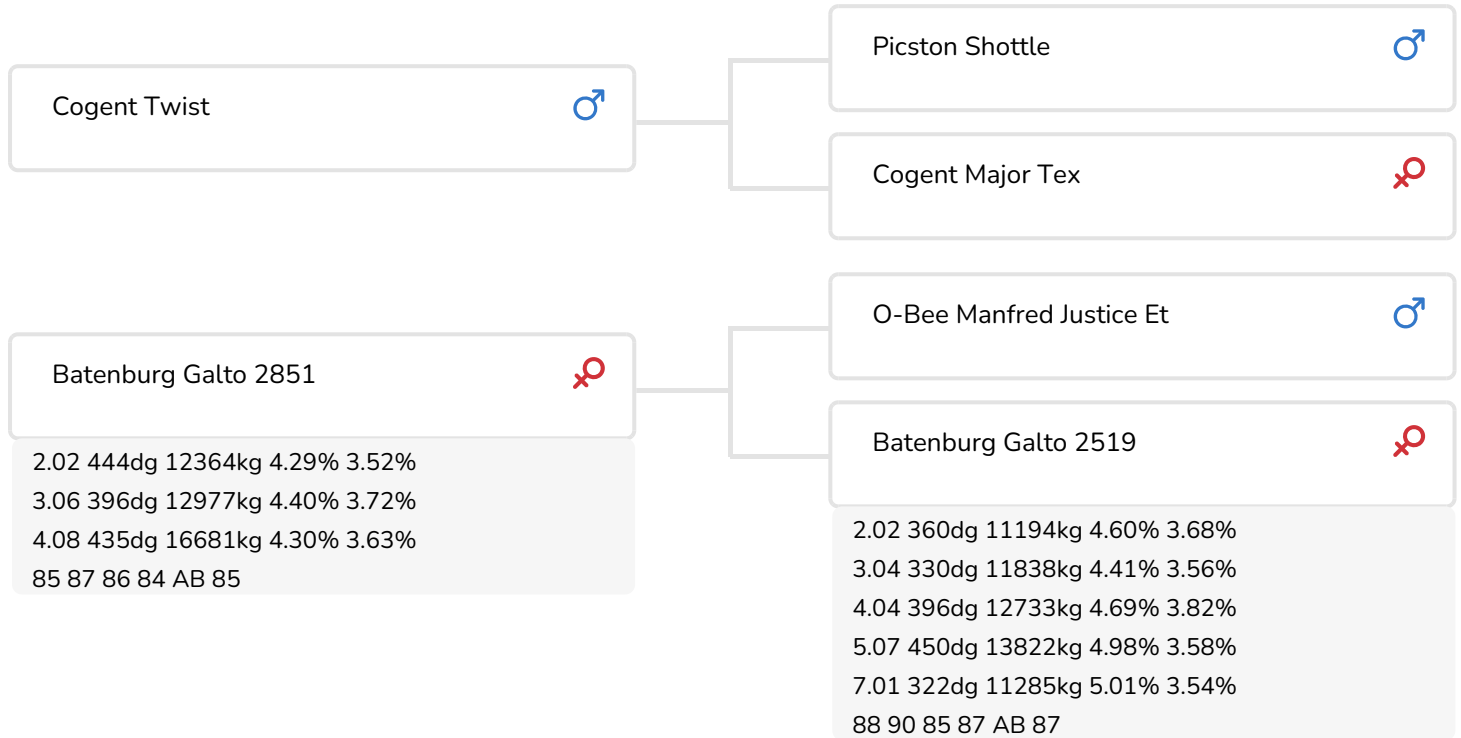 Cogent Twist
Picston Shottle
Cogent Major Tex
Batenburg Galto 2851
2.02 444dg 12364kg 4.29% 3.52%
3.06 396dg 12977kg 4.40% 3.72%
4.08 435dg 16681kg 4.30% 3.63%
85 87 86 84 AB 85
O-Bee Manfred Justice Et
Batenburg Galto 2519
2.02 360dg 11194kg 4.60% 3.68%
3.04 330dg 11838kg 4.41% 3.56%
4.04 396dg 12733kg 4.69% 3.82%
5.07 450dg 13822kg 4.98% 3.58%
7.01 322dg 11285kg 5.01% 3.54%
88 90 85 87 AB 87